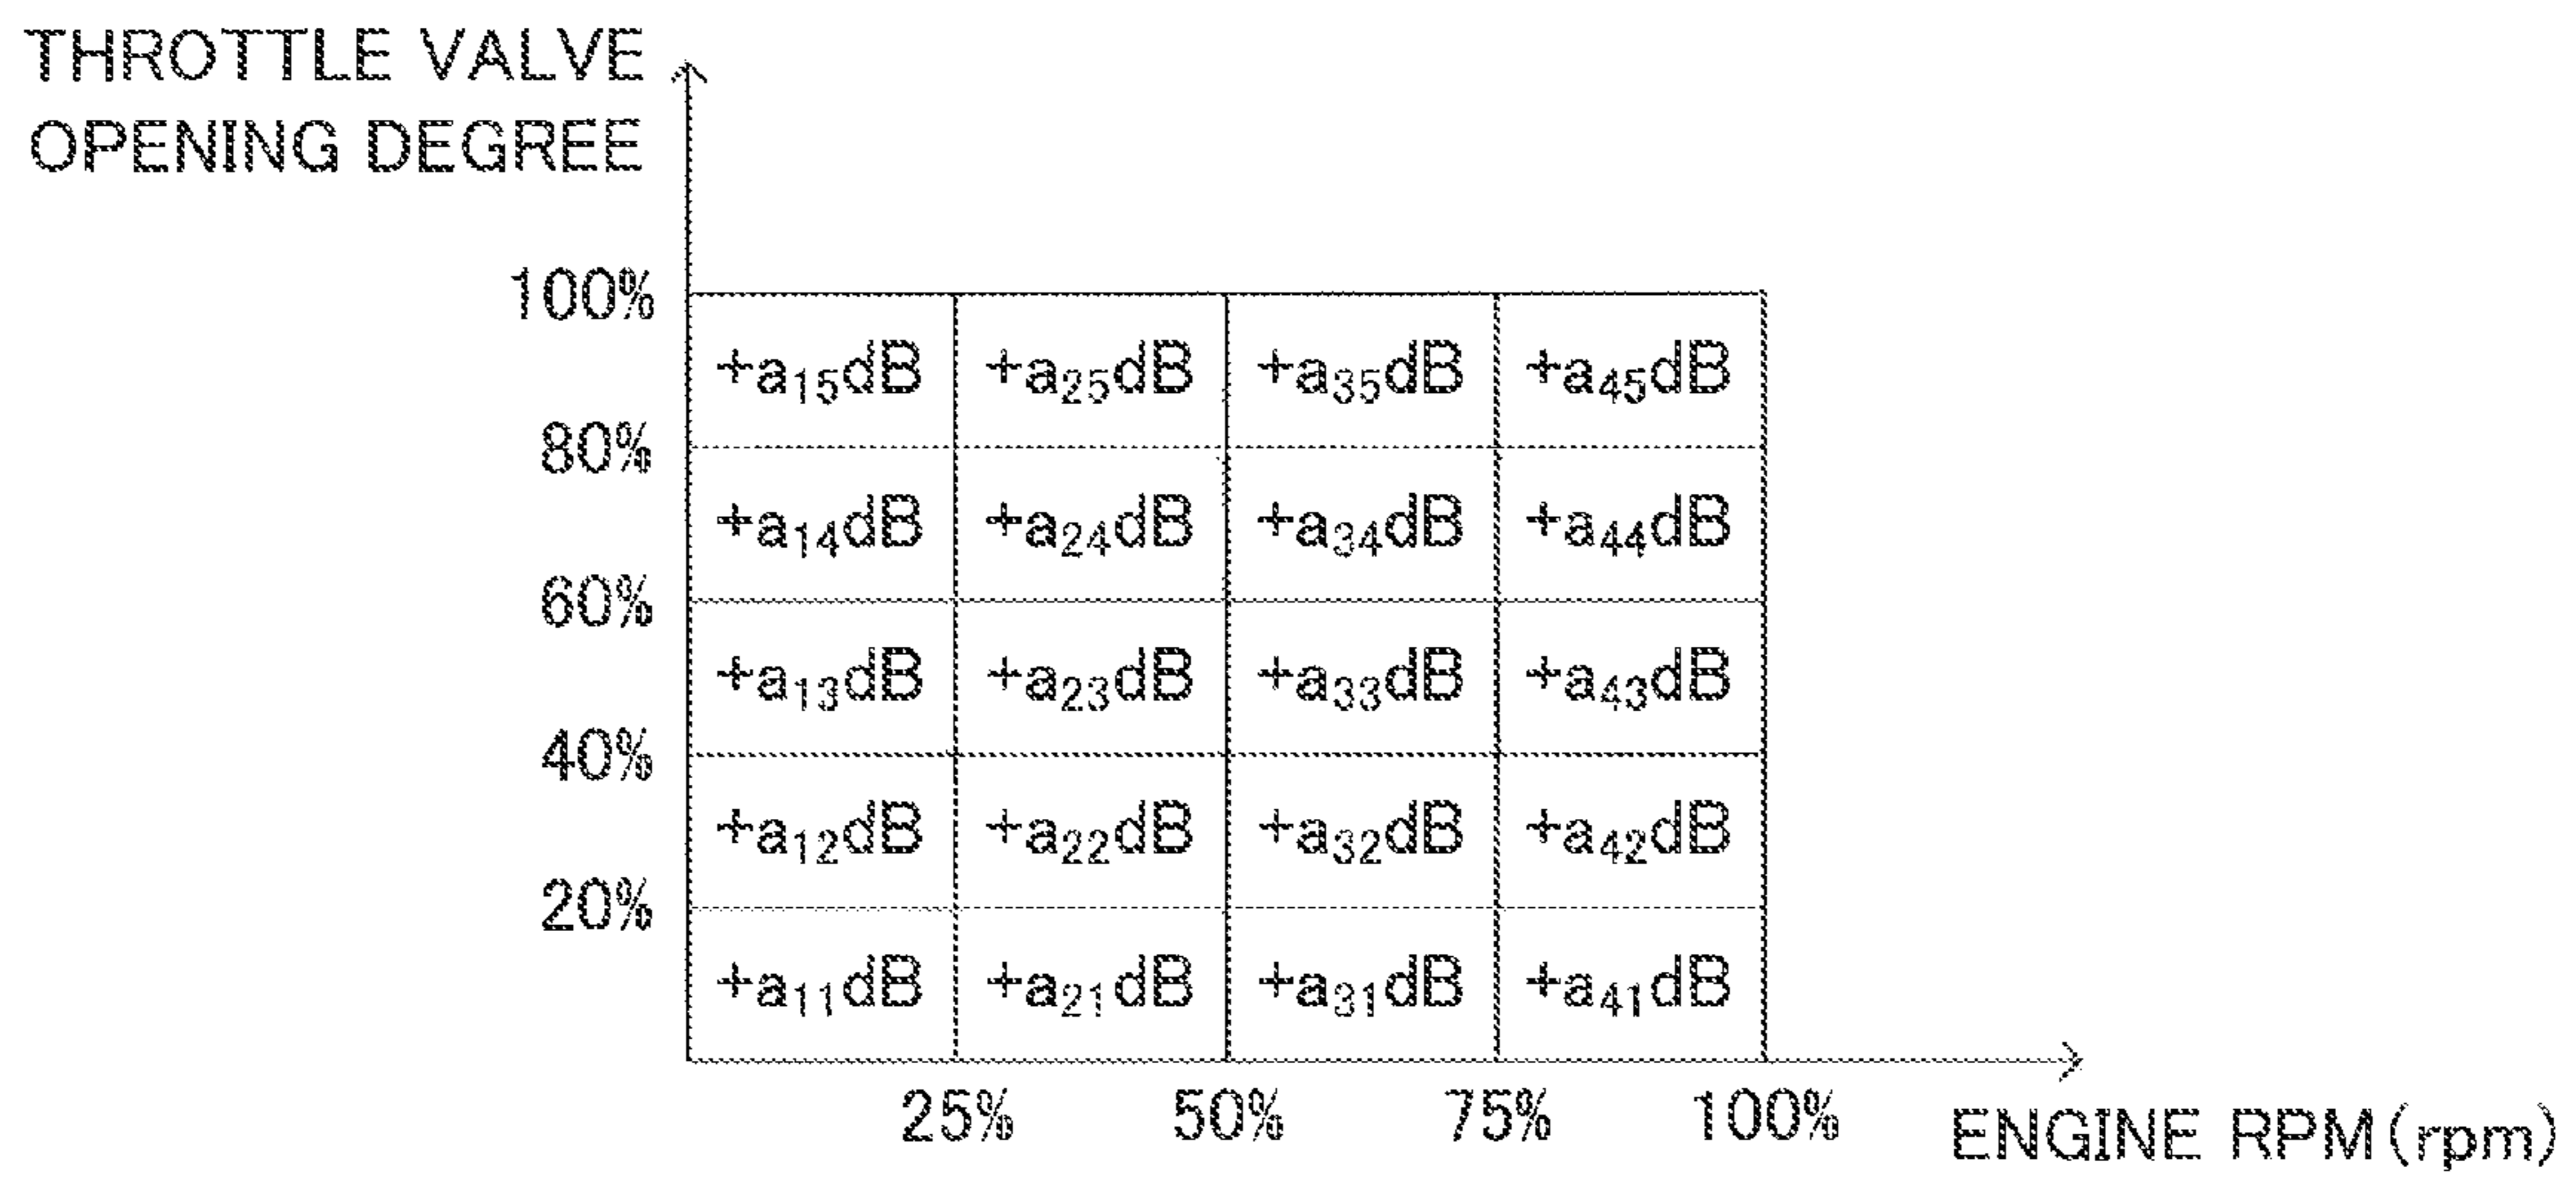 THROTTLE VALVE
OPENING DEGREE
100%
+a₁₅dB +a₂₅dB +a₃₅dB +a₄₅dB
80%
+a₁₄dB +a₂₄dB +a₃₄dB +a₄₄dB
60%
+a₁₃dB +a₂₃dB +a₃₃dB +a₄₃dB
40%
+a₁₂dB +a₂₂dB +a₃₂dB +a₄₂dB
20%
+a₁₁dB +a₂₁dB +a₃₁dB +a₄₁dB
25% 50% 75% 100%
ENGINE RPM (rpm)